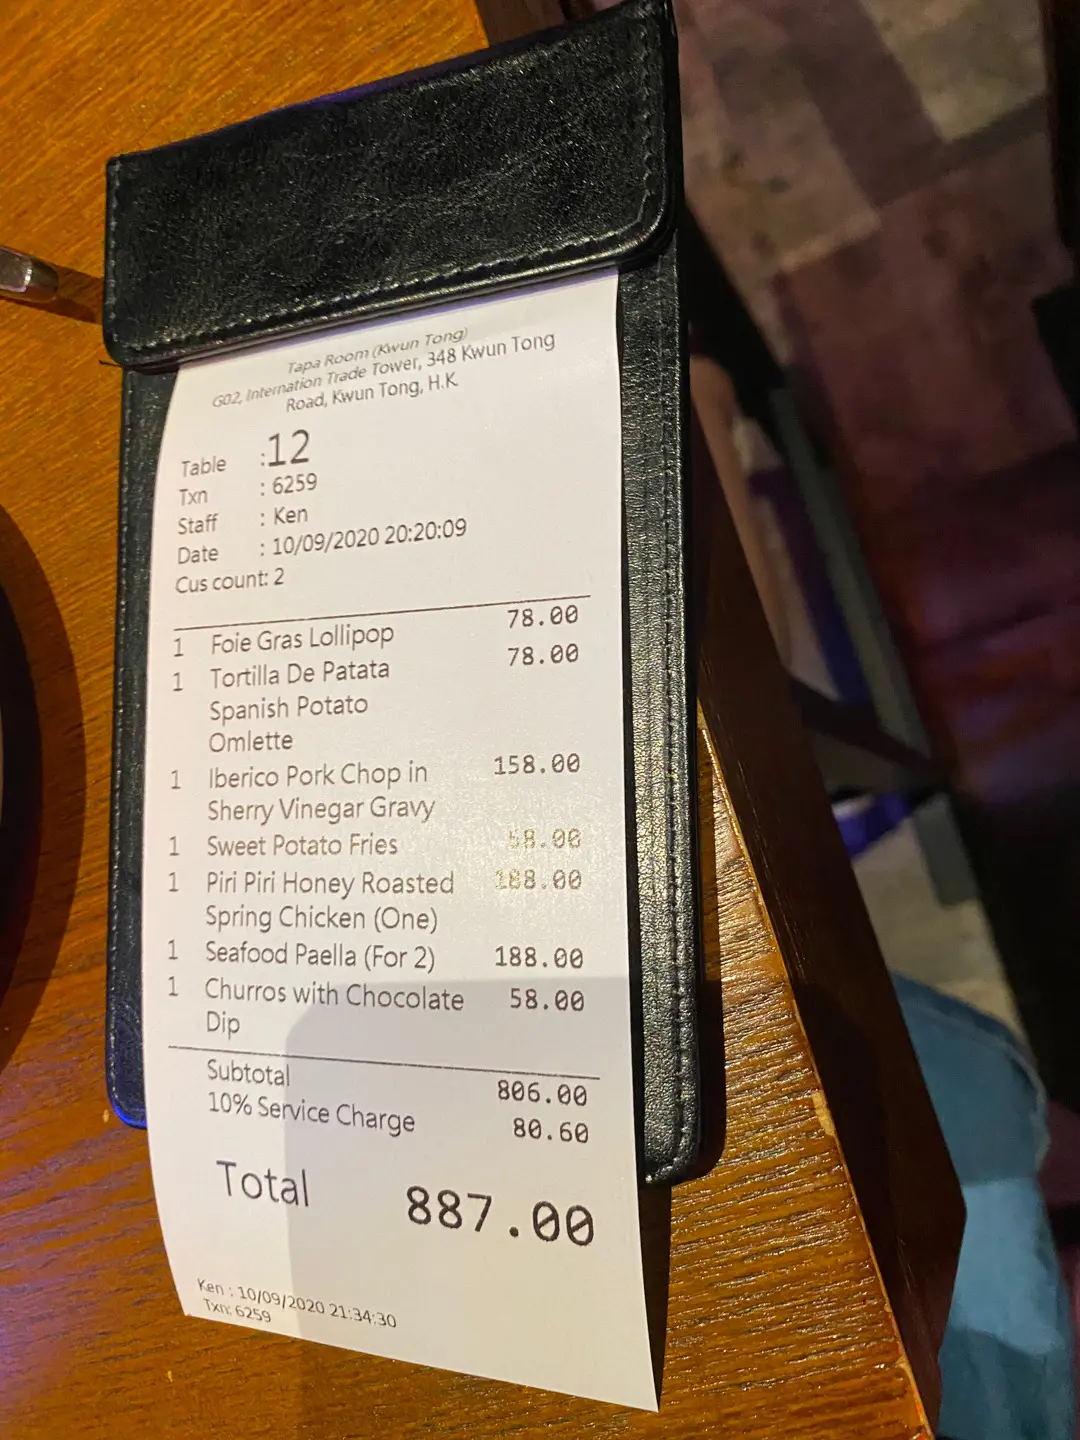 Tapa Room (Kwun Tong)
G02, Internation Trade Tower, 348 Kwun Tong
Road, Kwun Tong, H.K
Table :12
Txn : 6259
Staff : Ken
Date : 10/09/2020 20:20:09
Cus count: 2
1 Foie Gras Lollipop 78.00
1 Tortilla De Patata 78.00
Spanish Potato
Omlette
1 Iberico Pork Chop in 158.00
Sherry Vinegar Gravy
1 Sweet Potato Fries 58.00
1 Piri Piri Honey Roasted 188.00
Spring Chicken (One)
1 Seafood Paella (For 2) 188.00
1 Churros with Chocolate 58.00
Dip
Subtotal 806.00
10% Service Charge 80.60
Total 887.00
Ken : 10/09/2020 21:34:30
Txn: 6259